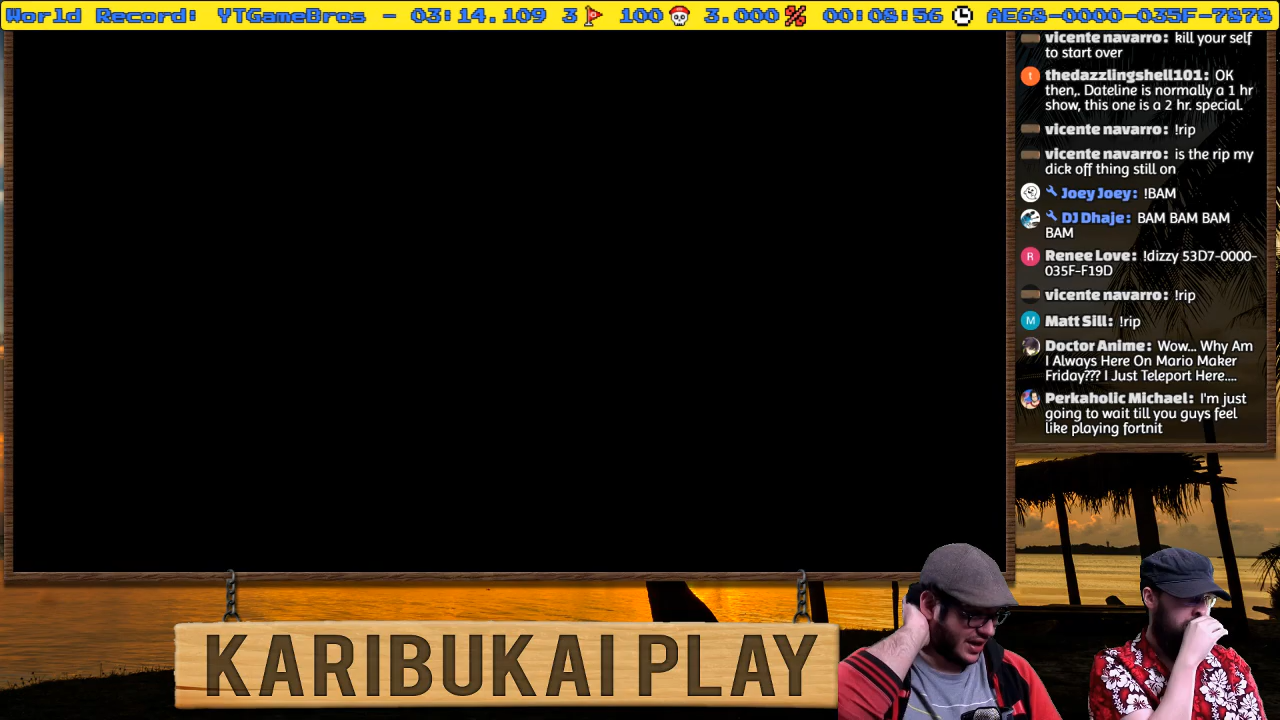 World Record: YTGameBros - 03:14.109 3 100 3.000 00:08:56 AE68-0000-035F-7878
vicente navarro: kill your self
to start over
t thedazzlingshell101: OK
then,. Dateline is normally a 1 hr
show, this one is a 2 hr. special.
vicente navarro: !rip
vicente navarro: is the rip my
dick off thing still on
Joey Joey: !BAM
DJ Dhaje: BAM BAM BAM
BAM
R Renee Love: !dizzy 53D7-0000-
035F-F19D
vicente navarro: !rip
M Matt Sill: !rip
Doctor Anime: Wow... Why Am
I Always Here On Mario Maker
Friday??? I Just Teleport Here....
Perkaholic Michael: I'm just
going to wait till you guys feel
like playing fortnit
KARIBUKAI PLAY